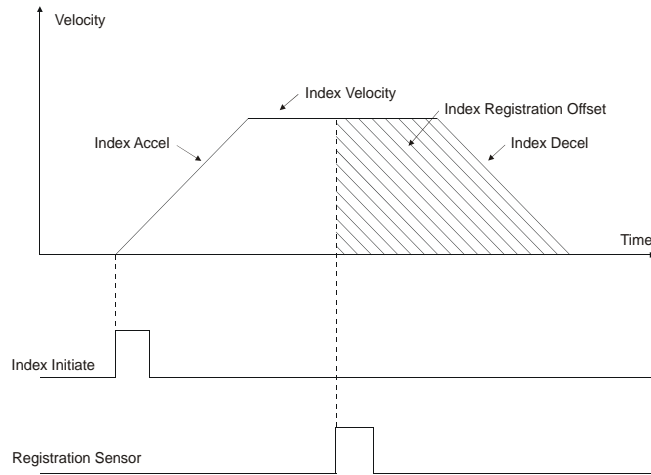 Velocity
Index Velocity
Index Registration Offset
Index Accel
Index Decel
Time
Index Initiate
Registration Sensor